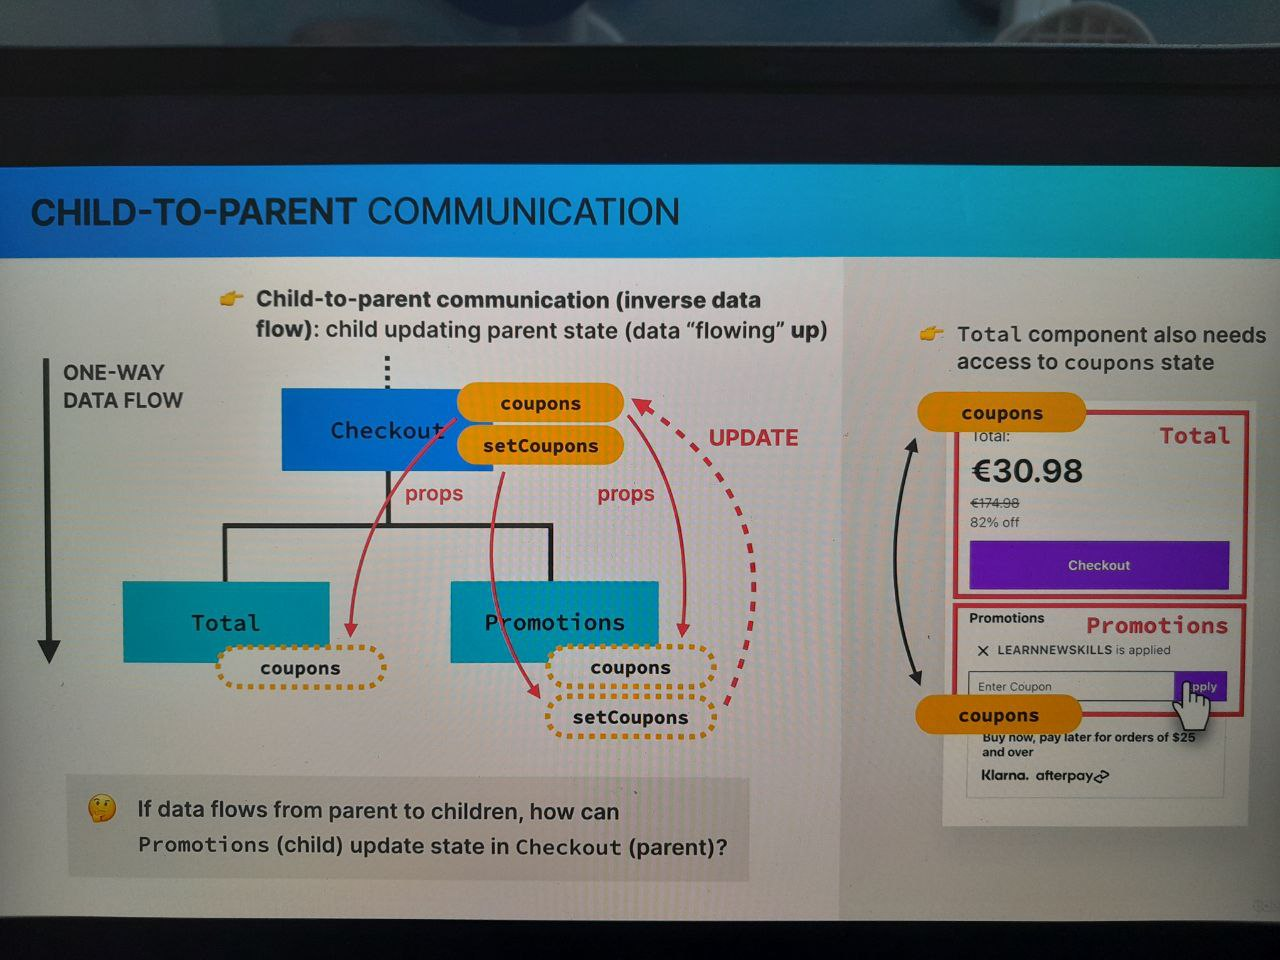 CHILD-TO-PARENT COMMUNICATION
Child-to-parent communication (inverse data
flow): child updating parent state (data “flowing” up)
ONE-WAY
DATA FLOW
Checkout
coupons
setCoupons
UPDATE
props
props
Total
coupons
Promotions
coupons
setCoupons
If data flows from parent to children, how can
Promotions (child) update state in Checkout (parent)?
Total component also needs
access to coupons state
coupons
Total:
Total
€30.98
€174.98
82% off
Checkout
Promotions
Promotions
LEARNNEWSKILLS is applied
Enter Coupon
pply
coupons
Buy now, pay later for orders of $25
and over
Klarna. afterpay